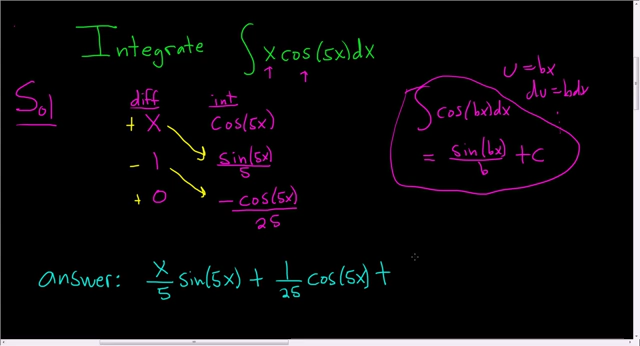 Integrate ∫ x cos(5x)dx
Sol
diff int
+ x cos(5x)
- 1 sin(5x)/5
+ 0 -cos(5x)/25
u = bx
du = bdx
∫ cos(bx)dx
= sin(bx)/b + C
answer: x/5 sin(5x) + 1/25 cos(5x) +